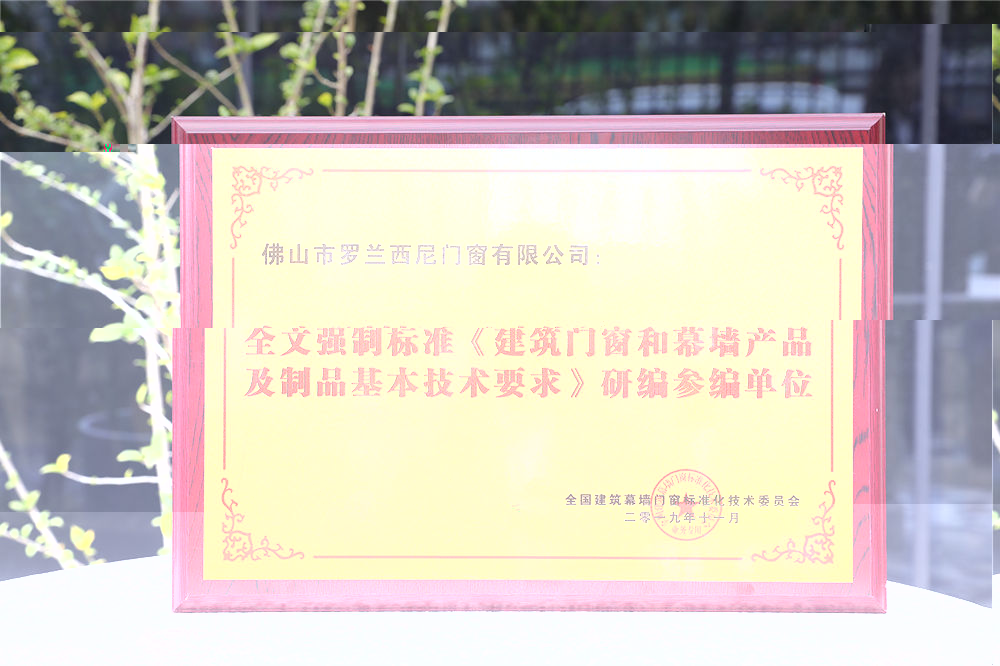 佛山市罗兰西尼门窗有限公司：
全文强制标准《建筑门窗和幕墙产品
及制品基本技术要求》研编参编单位
全国建筑幕墙门窗标准化技术委员会
二零一九年十一月